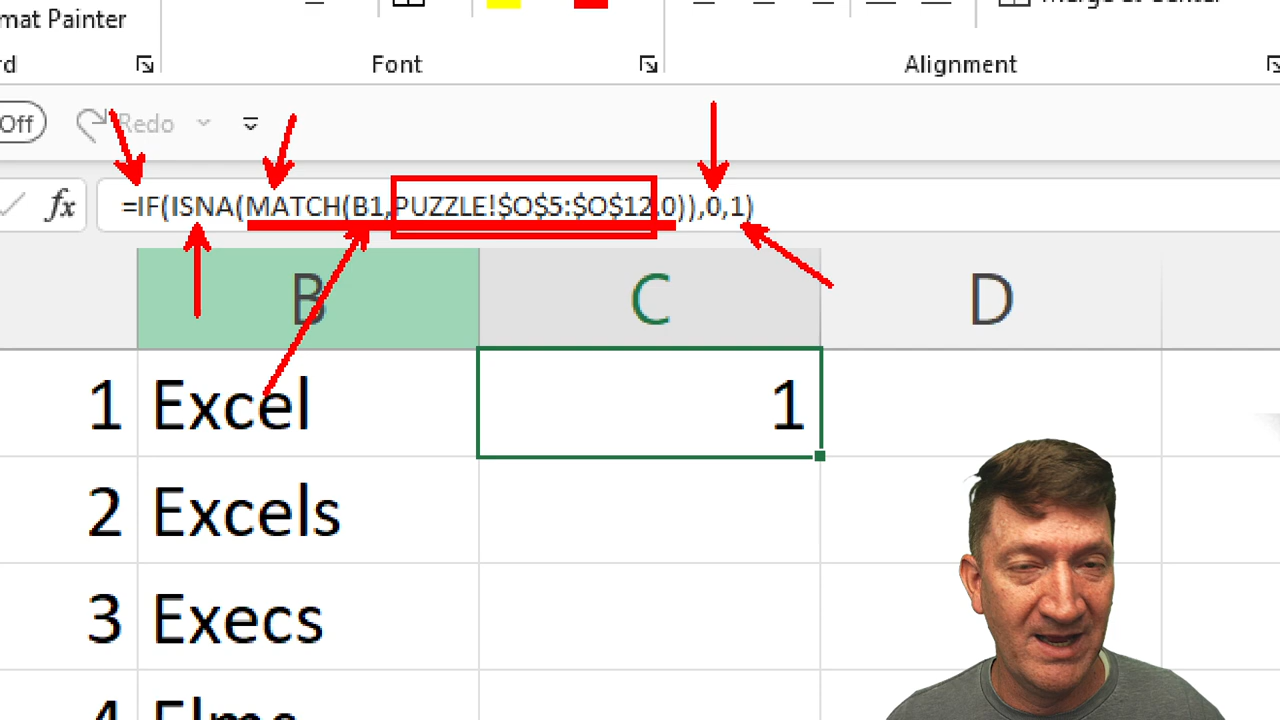 mat Painter
rd
Font
Alignment
Off
Redo
fx
=IF(ISNA(MATCH(B1,PUZZLE!$O$5:$O$12,0)),0,1)
B C D
1 Excel 1
2 Excels
3 Execs
4 Elms